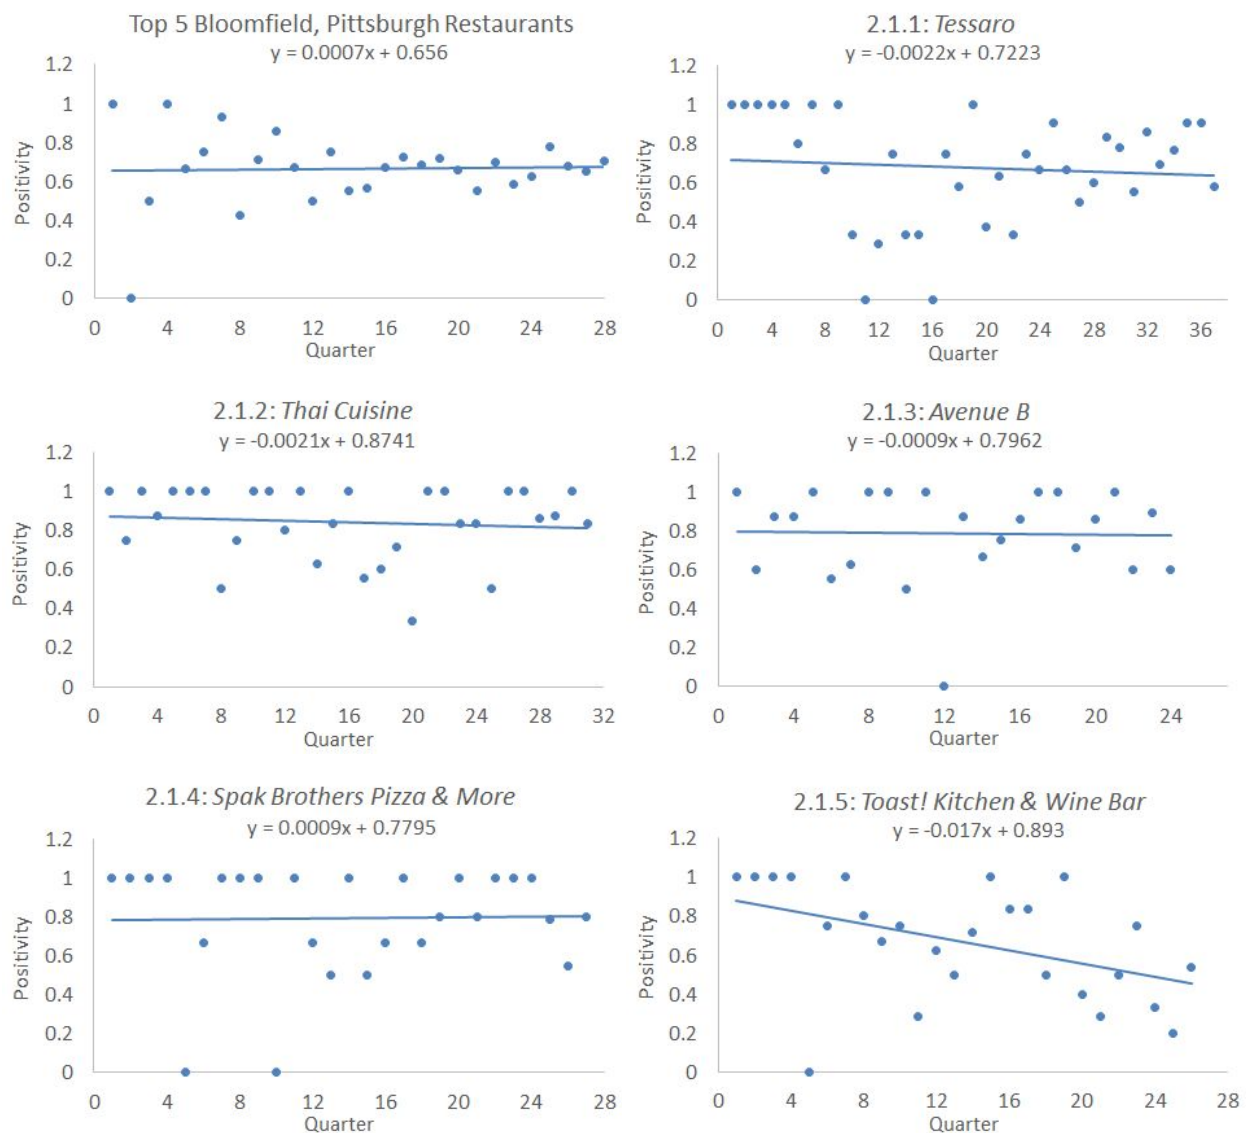 Top 5 Bloomfield, Pittsburgh Restaurants
y = 0.0007x + 0.656
1.2
1
0.8
0.6
0.4
0.2
0
Positivity
0 4 8 12 16 20 24 28
Quarter
2.1.1: Tessaro
y = -0.0022x + 0.7223
1.2
1
0.8
0.6
0.4
0.2
0
Positivity
0 4 8 12 16 20 24 28 32 36
Quarter
2.1.2: Thai Cuisine
y = -0.0021x + 0.8741
1.2
1
0.8
0.6
0.4
0.2
0
Positivity
0 4 8 12 16 20 24 28 32
Quarter
2.1.3: Avenue B
y = -0.0009x + 0.7962
1.2
1
0.8
0.6
0.4
0.2
0
Positivity
0 4 8 12 16 20 24
Quarter
2.1.4: Spak Brothers Pizza & More
y = 0.0009x + 0.7795
1.2
1
0.8
0.6
0.4
0.2
0
Positivity
0 4 8 12 16 20 24 28
Quarter
2.1.5: Toast! Kitchen & Wine Bar
y = -0.017x + 0.893
1.2
1
0.8
0.6
0.4
0.2
0
Positivity
0 4 8 12 16 20 24 28
Quarter